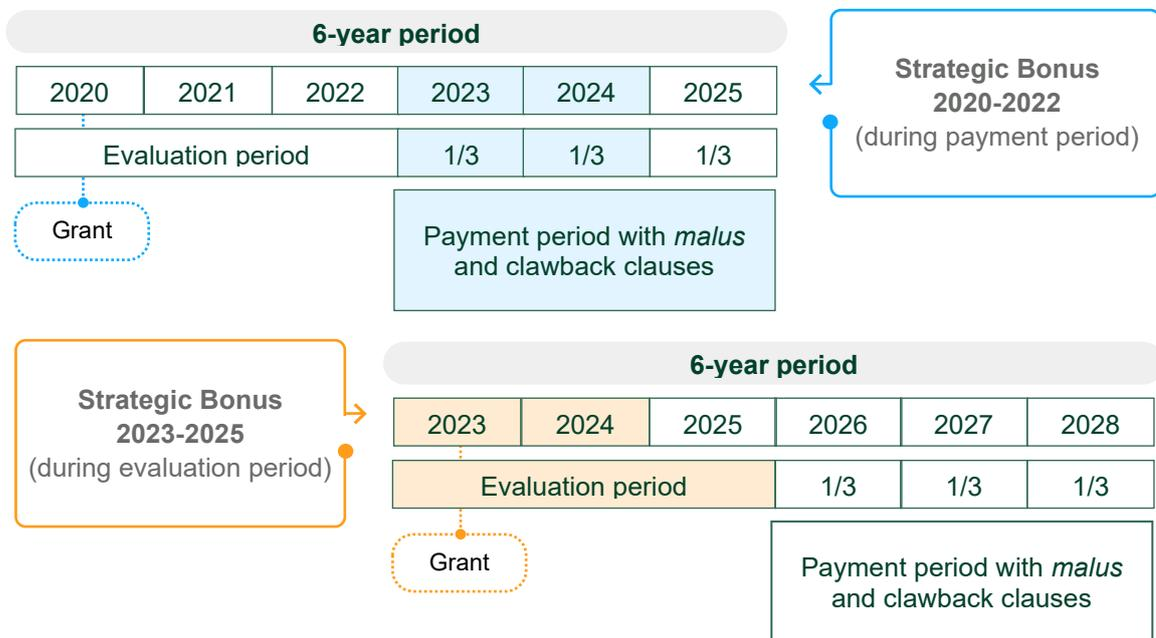 6-year period
2020 2021 2022 2023 2024 2025
Evaluation period 1/3 1/3 1/3
Grant
Payment period with malus
and clawback clauses
Strategic Bonus
2020-2022
(during payment period)
Strategic Bonus
2023-2025
(during evaluation period)
6-year period
2023 2024 2025 2026 2027 2028
Evaluation period 1/3 1/3 1/3
Grant
Payment period with malus
and clawback clauses